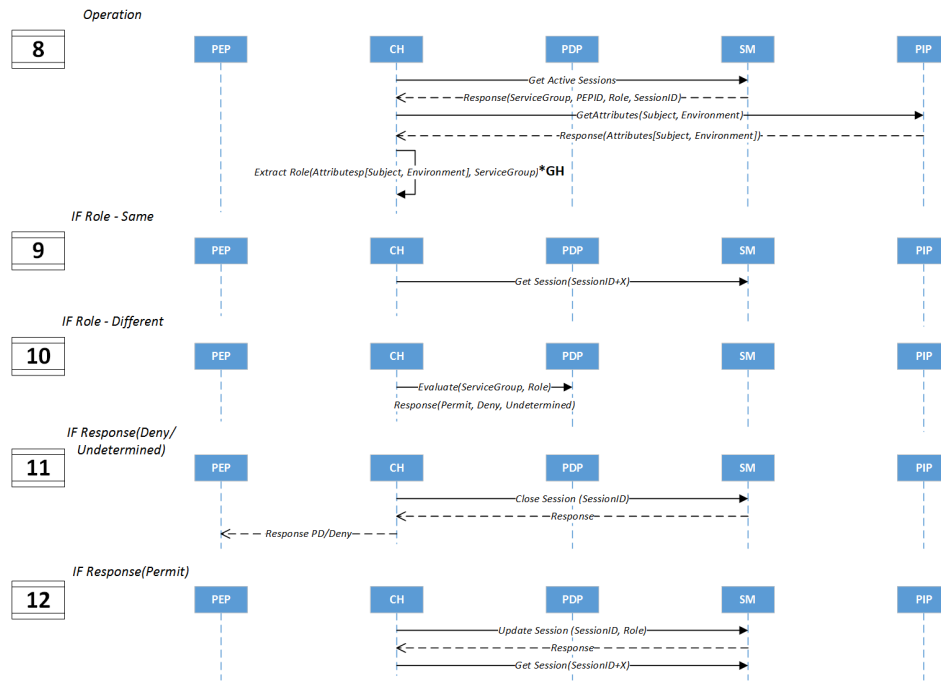 Operation
8
PEP CH PDP SM PIP
Get Active Sessions
Response(ServiceGroup, PEPID, Role, SessionID)
GetAttributes(Subject, Environment)
Response(Attributes[Subject, Environment])
Extract Role(Attributesp[Subject, Environment], ServiceGroup)*GH
IF Role - Same
9
PEP CH PDP SM PIP
Get Session(SessionID+X)
IF Role - Different
10
PEP CH PDP SM PIP
Evaluate(ServiceGroup, Role)
Response(Permit, Deny, Undetermined)
IF Response(Deny/
Undetermined)
11
PEP CH PDP SM PIP
Close Session (SessionID)
Response
Response PD/Deny
IF Response(Permit)
12
PEP CH PDP SM PIP
Update Session (SessionID, Role)
Response
Get Session(SessionID+X)